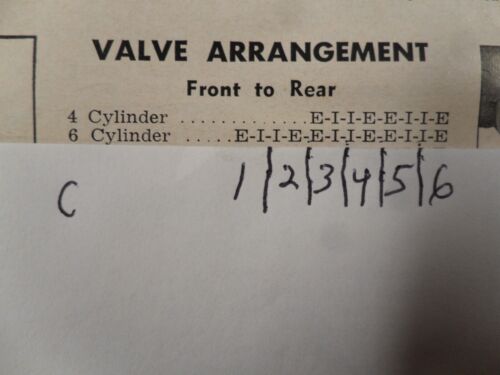 VALVE ARRANGEMENT
Front to Rear
4 Cylinder . . . . . . . . . . . . E-I-I-E-E-I-I-E
6 Cylinder . . . . . E-I-I-E-E-I-I-E-E-I-I-E
C 1|2|3|4|5|6